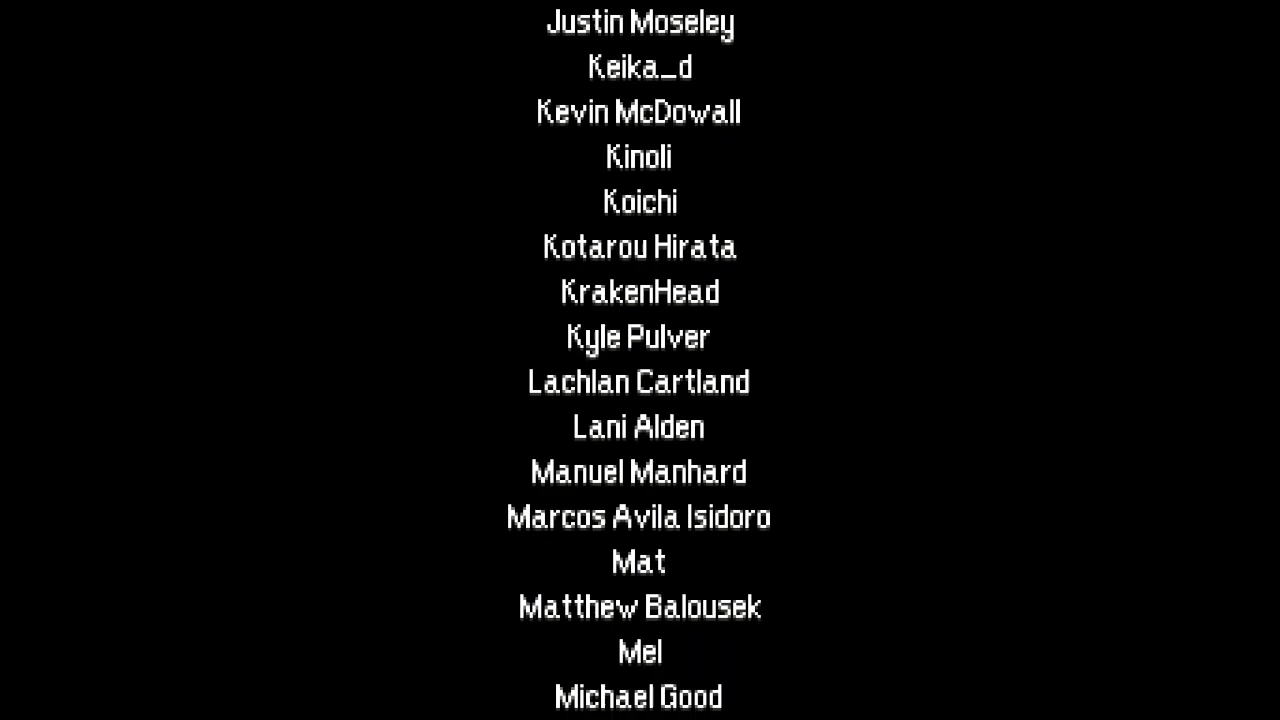 Justin Moseley
Keika_d
Kevin McDowall
Kinoli
Koichi
Kotarou Hirata
KrakenHead
Kyle Pulver
Lachlan Cartland
Lani Alden
Manuel Manhard
Marcos Avila Isidoro
Mat
Matthew Balousek
Mel
Michael Good